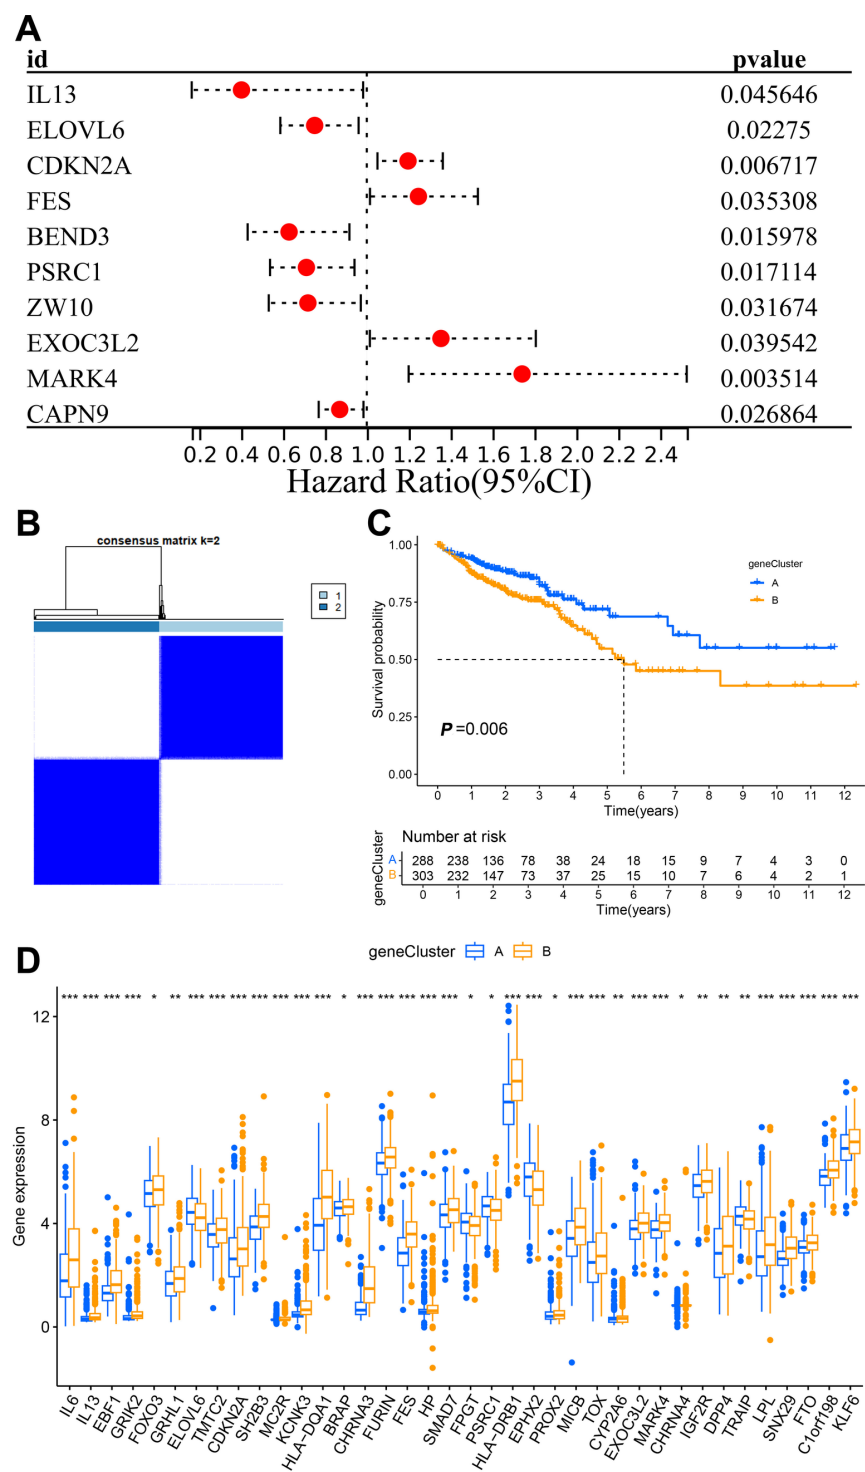 A
id pvalue
IL13 0.045646
ELOVL6 0.02275
CDKN2A 0.006717
FES 0.035308
BEND3 0.015978
PSRC1 0.017114
ZW10 0.031674
EXOC3L2 0.039542
MARK4 0.003514
CAPN9 0.026864
0.2 0.4 0.6 0.8 1.0 1.2 1.4 1.6 1.8 2.0 2.2 2.4
Hazard Ratio(95%CI)
B
consensus matrix k=2
1
2
C
geneCluster
A
B
Survival probability
1.00
0.75
0.50
0.25
0.00
P=0.006
0 1 2 3 4 5 6 7 8 9 10 11 12
Time(years)
Number at risk
geneCluster
A 288 238 136 78 38 24 18 15 9 7 4 3 0
B 303 232 147 73 37 25 15 10 7 6 4 2 1
0 1 2 3 4 5 6 7 8 9 10 11 12
Time(years)
D
geneCluster A B
*** *** *** *** * ** *** *** *** *** *** *** *** * *** *** *** *** *** * * *** *** * *** *** ** *** *** * ** ** ** *** *** *** *** ***
Gene expression
12
8
4
0
IL6 IL13 EBF1 GRIK2 FOXO3 GRHL1 ELOVL6 TMTC2 CDKN2A SH2B3 MC2R KCNK3 HLA-DQA1 BRAP CHRNA3 FURIN FES HP SMAD7 FPGT PSRC1 HLA-DRB1 EPHX2 PROX2 MICB TOX CYP2A6 EXOC3L2 MARK4 CHRNA4 IGF2R DPP4 TRAIP LPL SNX29 FTO C1orf198 KLF6